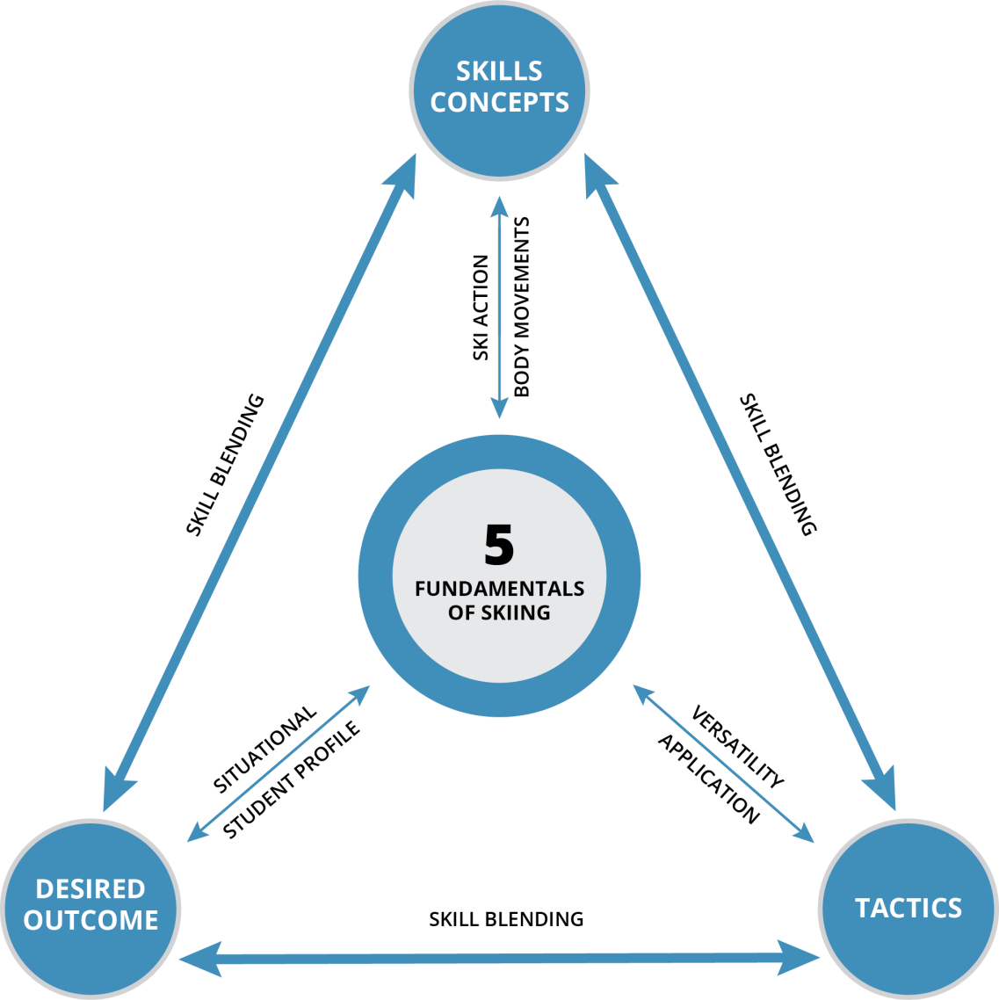 SKILLS
CONCEPTS
SKI ACTION
BODY MOVEMENTS
SKILL BLENDING
SKILL BLENDING
5
FUNDAMENTALS
OF SKIING
SITUATIONAL
STUDENT PROFILE
VERSATILITY
APPLICATION
DESIRED
OUTCOME
SKILL BLENDING
TACTICS